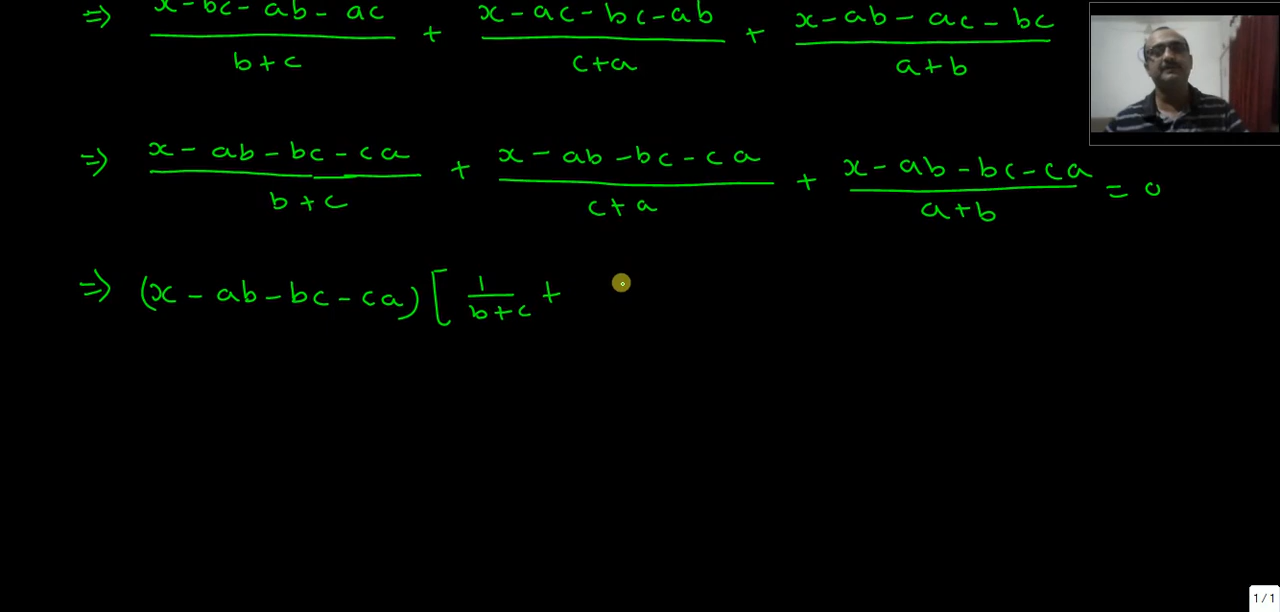 ⇒ x - bc - ab - ac / b + c + x - ac - bc - ab / c + a + x - ab - ac - bc / a + b
⇒ x - ab - bc - ca / b + c + x - ab - bc - ca / c + a + x - ab - bc - ca / a + b = 0
⇒ (x - ab - bc - ca) [ 1 / b + c +
1 / 1